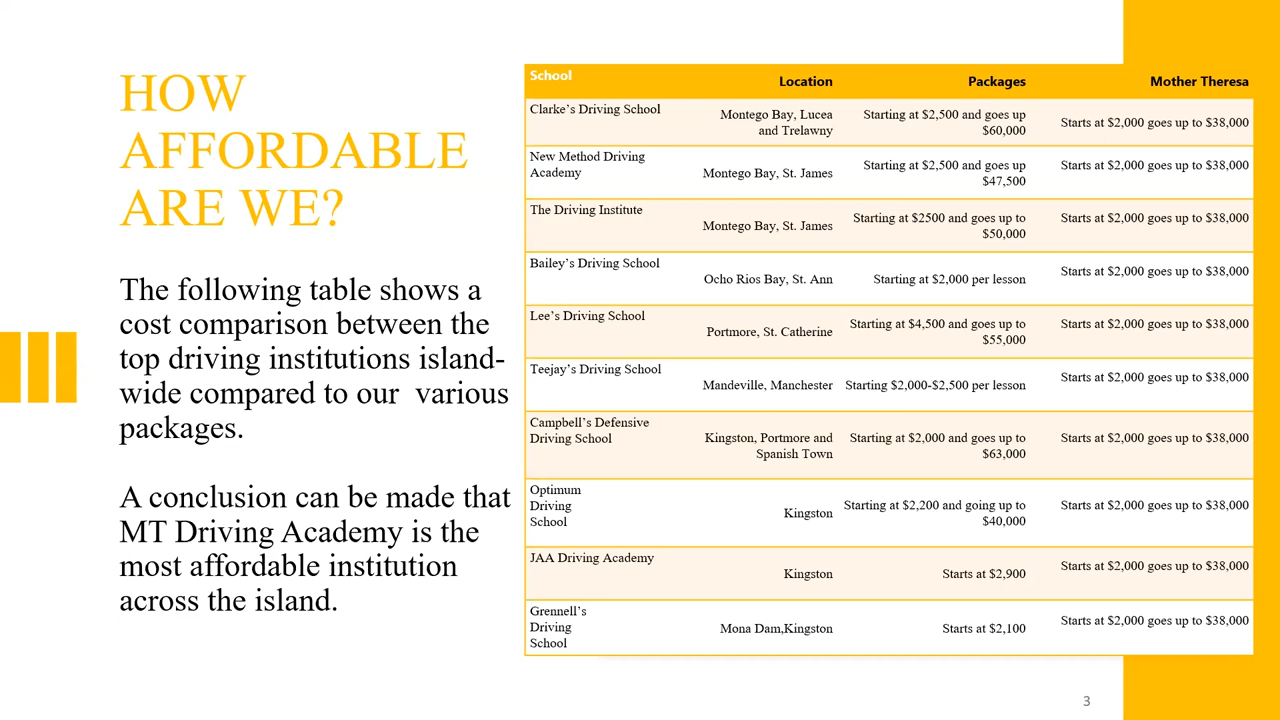 HOW
AFFORDABLE
ARE WE?
The following table shows a
cost comparison between the
top driving institutions island-
wide compared to our  various
packages.
A conclusion can be made that
MT Driving Academy is the
most affordable institution
across the island.
School Location Packages Mother Theresa
Clarke’s Driving School
Montego Bay, Lucea
and Trelawny
Starting at $2,500 and goes up
$60,000
Starts at $2,000 goes up to $38,000
New Method Driving
Academy
Montego Bay, St. James
Starting at $2,500 and goes up
$47,500
Starts at $2,000 goes up to $38,000
The Driving Institute
Montego Bay, St. James
Starting at $2500 and goes up to
$50,000
Starts at $2,000 goes up to $38,000
Bailey’s Driving School
Ocho Rios Bay, St. Ann
Starting at $2,000 per lesson
Starts at $2,000 goes up to $38,000
Lee’s Driving School
Portmore, St. Catherine
Starting at $4,500 and goes up to
$55,000
Starts at $2,000 goes up to $38,000
Teejay’s Driving School
Mandeville, Manchester
Starting $2,000-$2,500 per lesson
Starts at $2,000 goes up to $38,000
Campbell’s Defensive
Driving School
Kingston, Portmore and
Spanish Town
Starting at $2,000 and goes up to
$63,000
Starts at $2,000 goes up to $38,000
Optimum
Driving
School
Kingston
Starting at $2,200 and going up to
$40,000
Starts at $2,000 goes up to $38,000
JAA Driving Academy
Kingston
Starts at $2,900
Starts at $2,000 goes up to $38,000
Grennell’s
Driving
School
Mona Dam,Kingston
Starts at $2,100
Starts at $2,000 goes up to $38,000
3